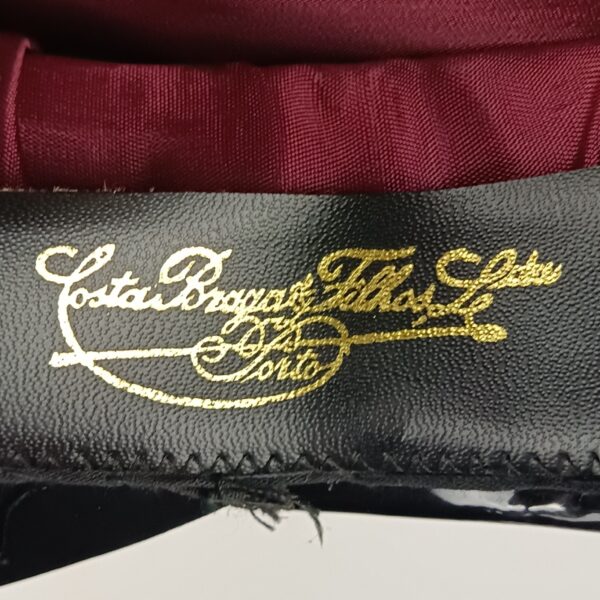 Costa Braga & Filhos, Lda
Porto